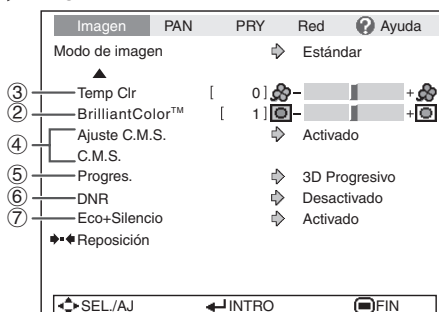 Imagen PAN PRY Red ? Ayuda
Modo de imagen Estándar
③ Temp Clr [ 0 ] - +
② BrilliantColor™ [ 1 ] - +
④ Ajuste C.M.S. Activado
C.M.S.
⑤ Progres. 3D Progresivo
⑥ DNR Desactivado
⑦ Eco+Silencio Activado
Reposición
SEL./AJ INTRO FIN